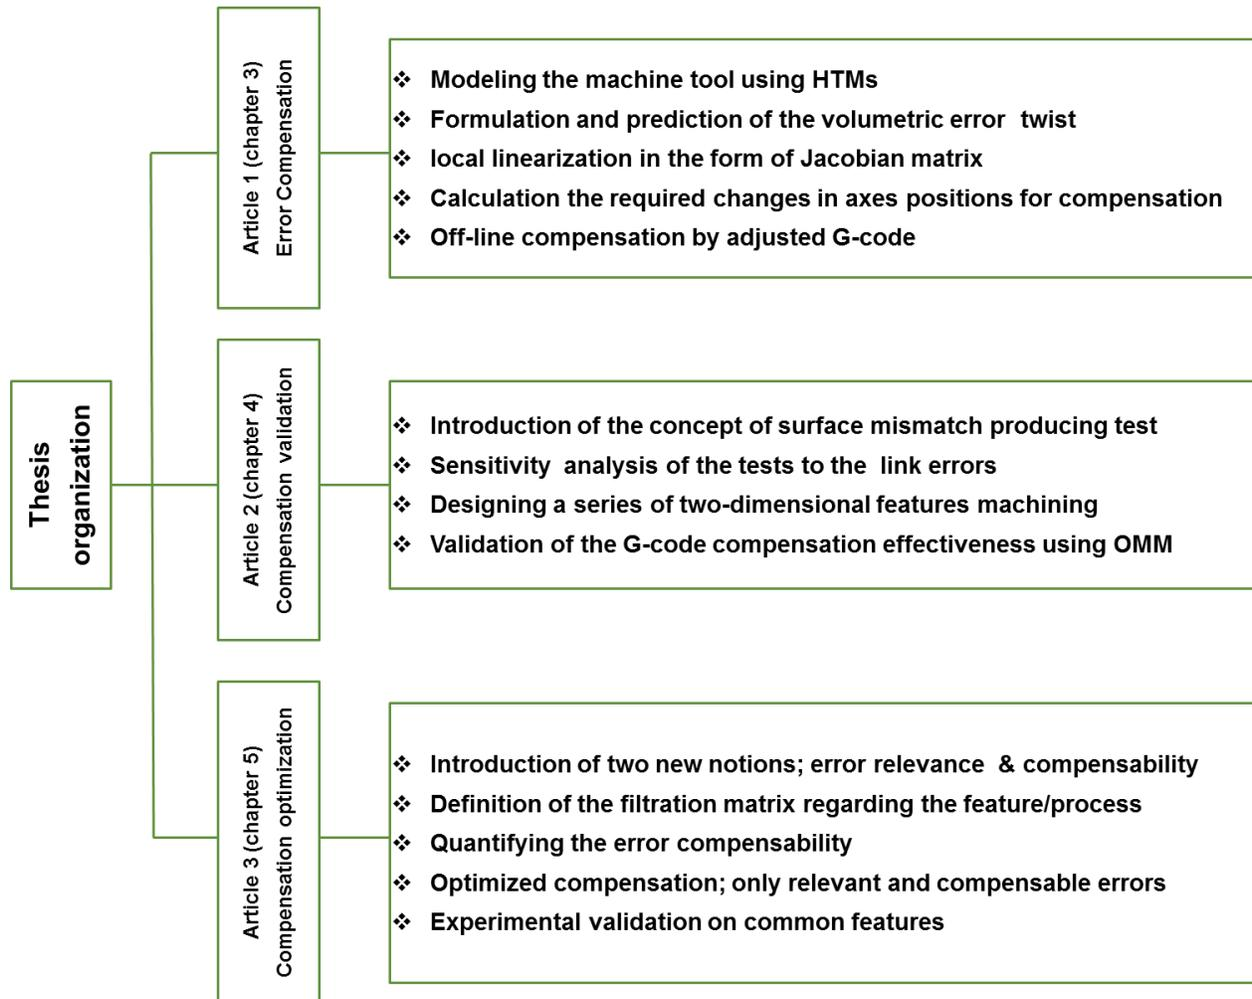 Thesis
organization
Article 1 (chapter 3)
Error Compensation
❖ Modeling the machine tool using HTMs
❖ Formulation and prediction of the volumetric error twist
❖ local linearization in the form of Jacobian matrix
❖ Calculation the required changes in axes positions for compensation
❖ Off-line compensation by adjusted G-code
Article 2 (chapter 4)
Compensation validation
❖ Introduction of the concept of surface mismatch producing test
❖ Sensitivity analysis of the tests to the link errors
❖ Designing a series of two-dimensional features machining
❖ Validation of the G-code compensation effectiveness using OMM
Article 3 (chapter 5)
Compensation optimization
❖ Introduction of two new notions; error relevance & compensability
❖ Definition of the filtration matrix regarding the feature/process
❖ Quantifying the error compensability
❖ Optimized compensation; only relevant and compensable errors
❖ Experimental validation on common features